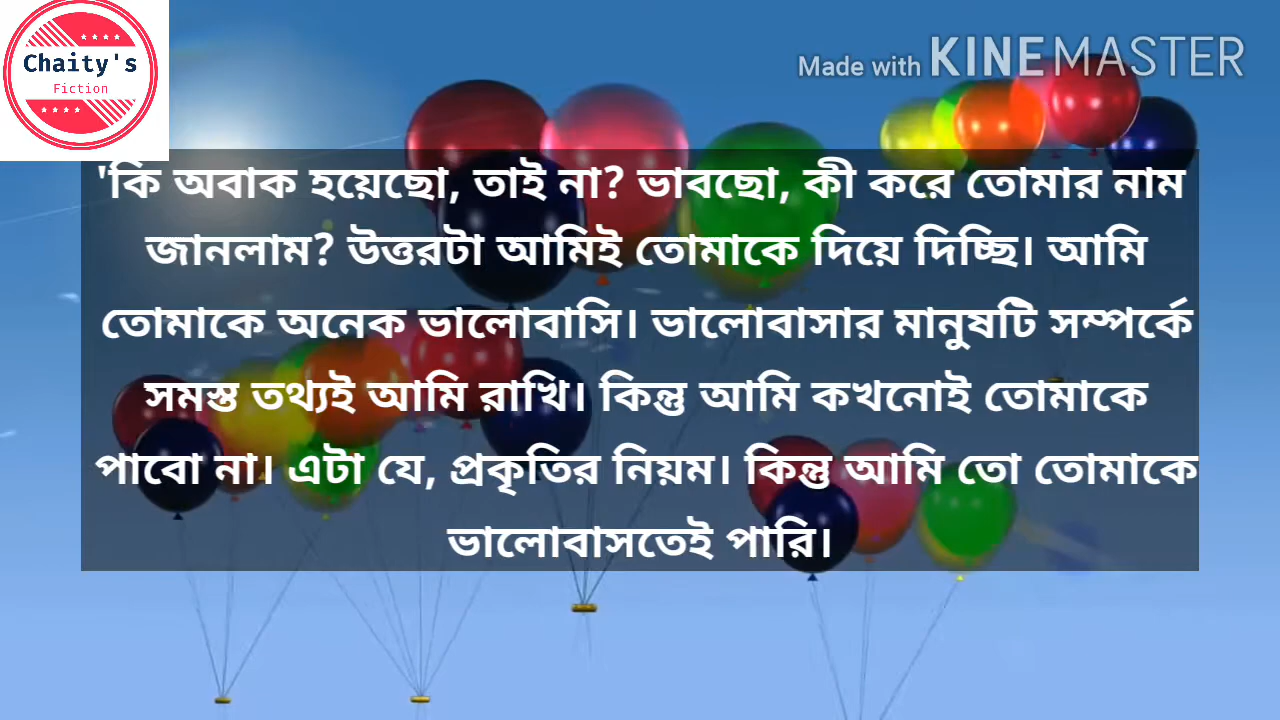 Chaity's
Fiction
Made with KINEMASTER
'কি অবাক হয়েছো, তাই না? ভাবছো, কী করে তোমার নাম
জানলাম? উত্তরটা আমিই তোমাকে দিয়ে দিচ্ছি। আমি
তোমাকে অনেক ভালোবাসি। ভালোবাসার মানুষটি সম্পর্কে
সমস্ত তথ্যই আমি রাখি। কিন্তু আমি কখনোই তোমাকে
পাবো না। এটা যে, প্রকৃতির নিয়ম। কিন্তু আমি তো তোমাকে
ভালোবাসতেই পারি।